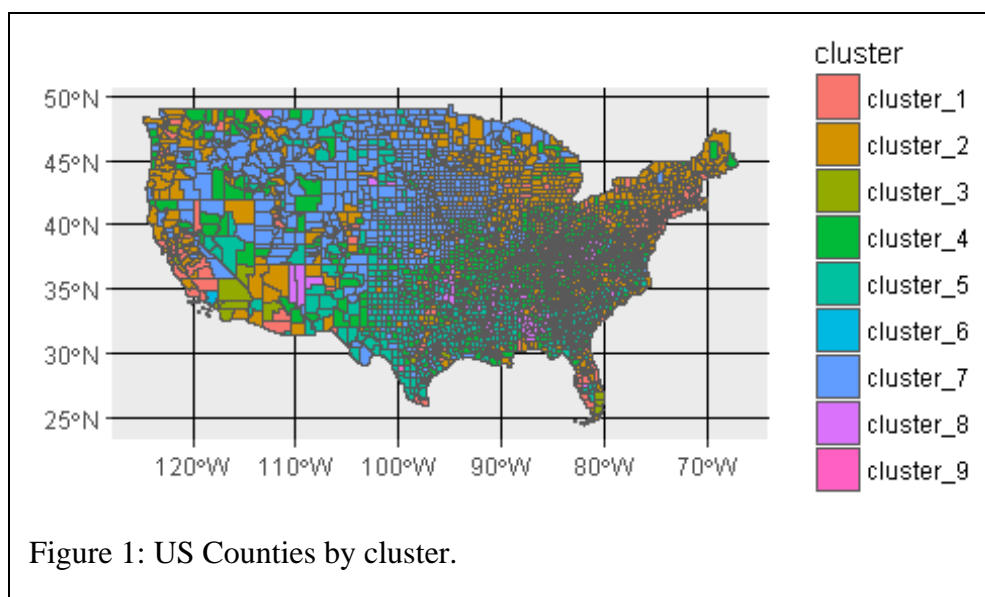 cluster
50°N
45°N
40°N
35°N
30°N
25°N
120°W
110°W
100°W
90°W
80°W
70°W
cluster_1
cluster_2
cluster_3
cluster_4
cluster_5
cluster_6
cluster_7
cluster_8
cluster_9
Figure 1: US Counties by cluster.